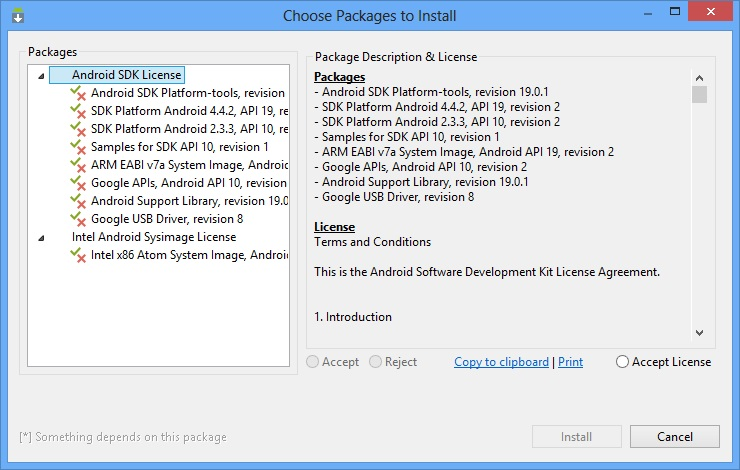 Choose Packages to Install
Packages
Android SDK License
Android SDK Platform-tools, revision
SDK Platform Android 4.4.2, API 19, re
SDK Platform Android 2.3.3, API 10, re
Samples for SDK API 10, revision 1
ARM EABI v7a System Image, Androi
Google APIs, Android API 10, revision
Android Support Library, revision 19.0
Google USB Driver, revision 8
Intel Android Sysimage License
Intel x86 Atom System Image, Androi
Package Description & License
Packages
- Android SDK Platform-tools, revision 19.0.1
- SDK Platform Android 4.4.2, API 19, revision 2
- SDK Platform Android 2.3.3, API 10, revision 2
- Samples for SDK API 10, revision 1
- ARM EABI v7a System Image, Android API 19, revision 2
- Google APIs, Android API 10, revision 2
- Android Support Library, revision 19.0.1
- Google USB Driver, revision 8
License
Terms and Conditions
This is the Android Software Development Kit License Agreement.
1. Introduction
Accept Reject Copy to clipboard | Print Accept License
[*] Something depends on this package
Install Cancel